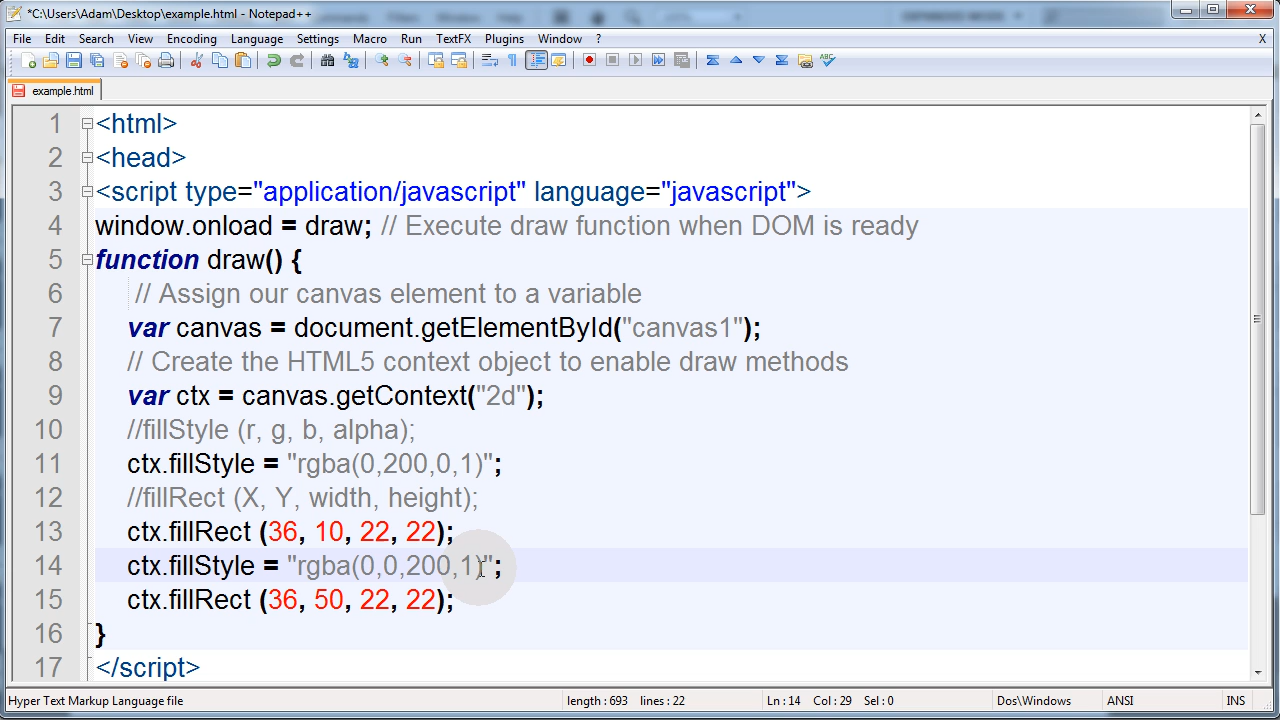 *C:\Users\Adam\Desktop\example.html - Notepad++
File Edit Search View Encoding Language Settings Macro Run TextFX Plugins Window ? X
example.html
1 <html>
2 <head>
3 <script type="application/javascript" language="javascript">
4 window.onload = draw; // Execute draw function when DOM is ready
5 function draw() {
6 // Assign our canvas element to a variable
7 var canvas = document.getElementById("canvas1");
8 // Create the HTML5 context object to enable draw methods
9 var ctx = canvas.getContext("2d");
10 //fillStyle (r, g, b, alpha);
11 ctx.fillStyle = "rgba(0,200,0,1)";
12 //fillRect (X, Y, width, height);
13 ctx.fillRect (36, 10, 22, 22);
14 ctx.fillStyle = "rgba(0,0,200,1)";
15 ctx.fillRect (36, 50, 22, 22);
16 }
17 </script>
Hyper Text Markup Language file length : 693 lines : 22 Ln : 14 Col : 29 Sel : 0 Dos\Windows ANSI INS